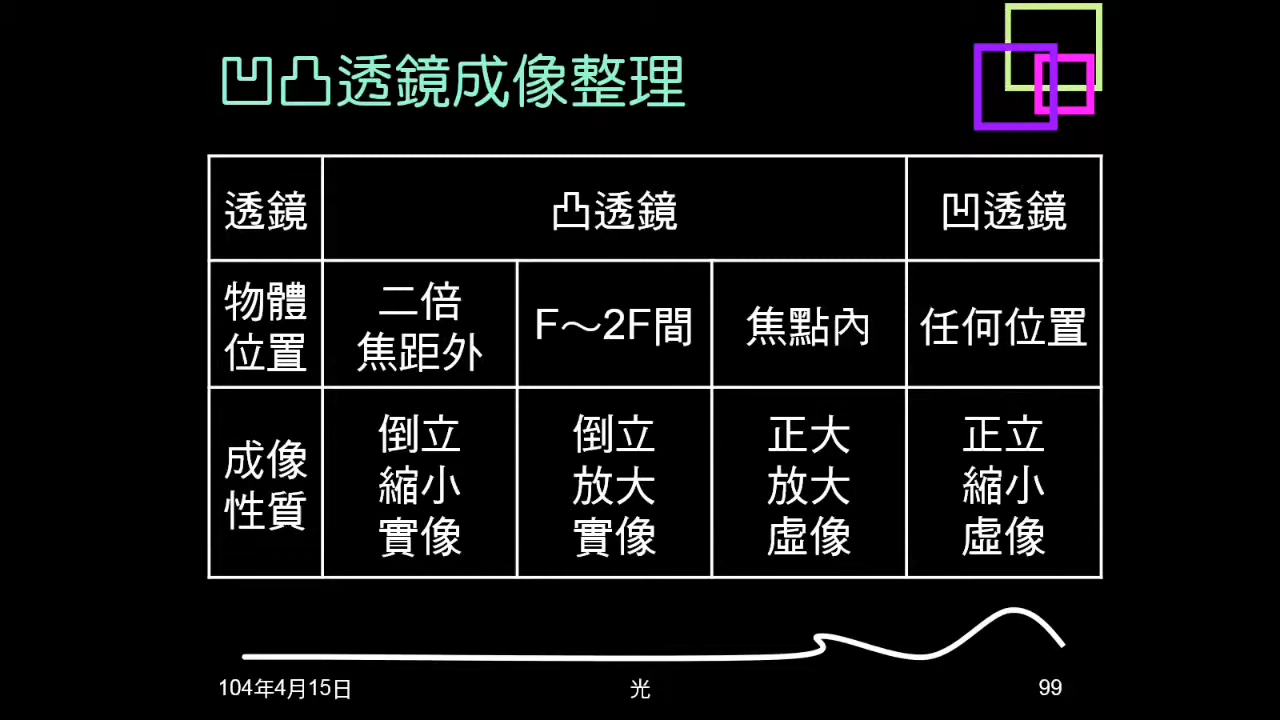 凹凸透鏡成像整理
透鏡
凸透鏡
凹透鏡
物體
位置
二倍
焦距外
F～2F間
焦點內
任何位置
成像
性質
倒立
縮小
實像
倒立
放大
實像
正大
放大
虛像
正立
縮小
虛像
104年4月15日
光
99